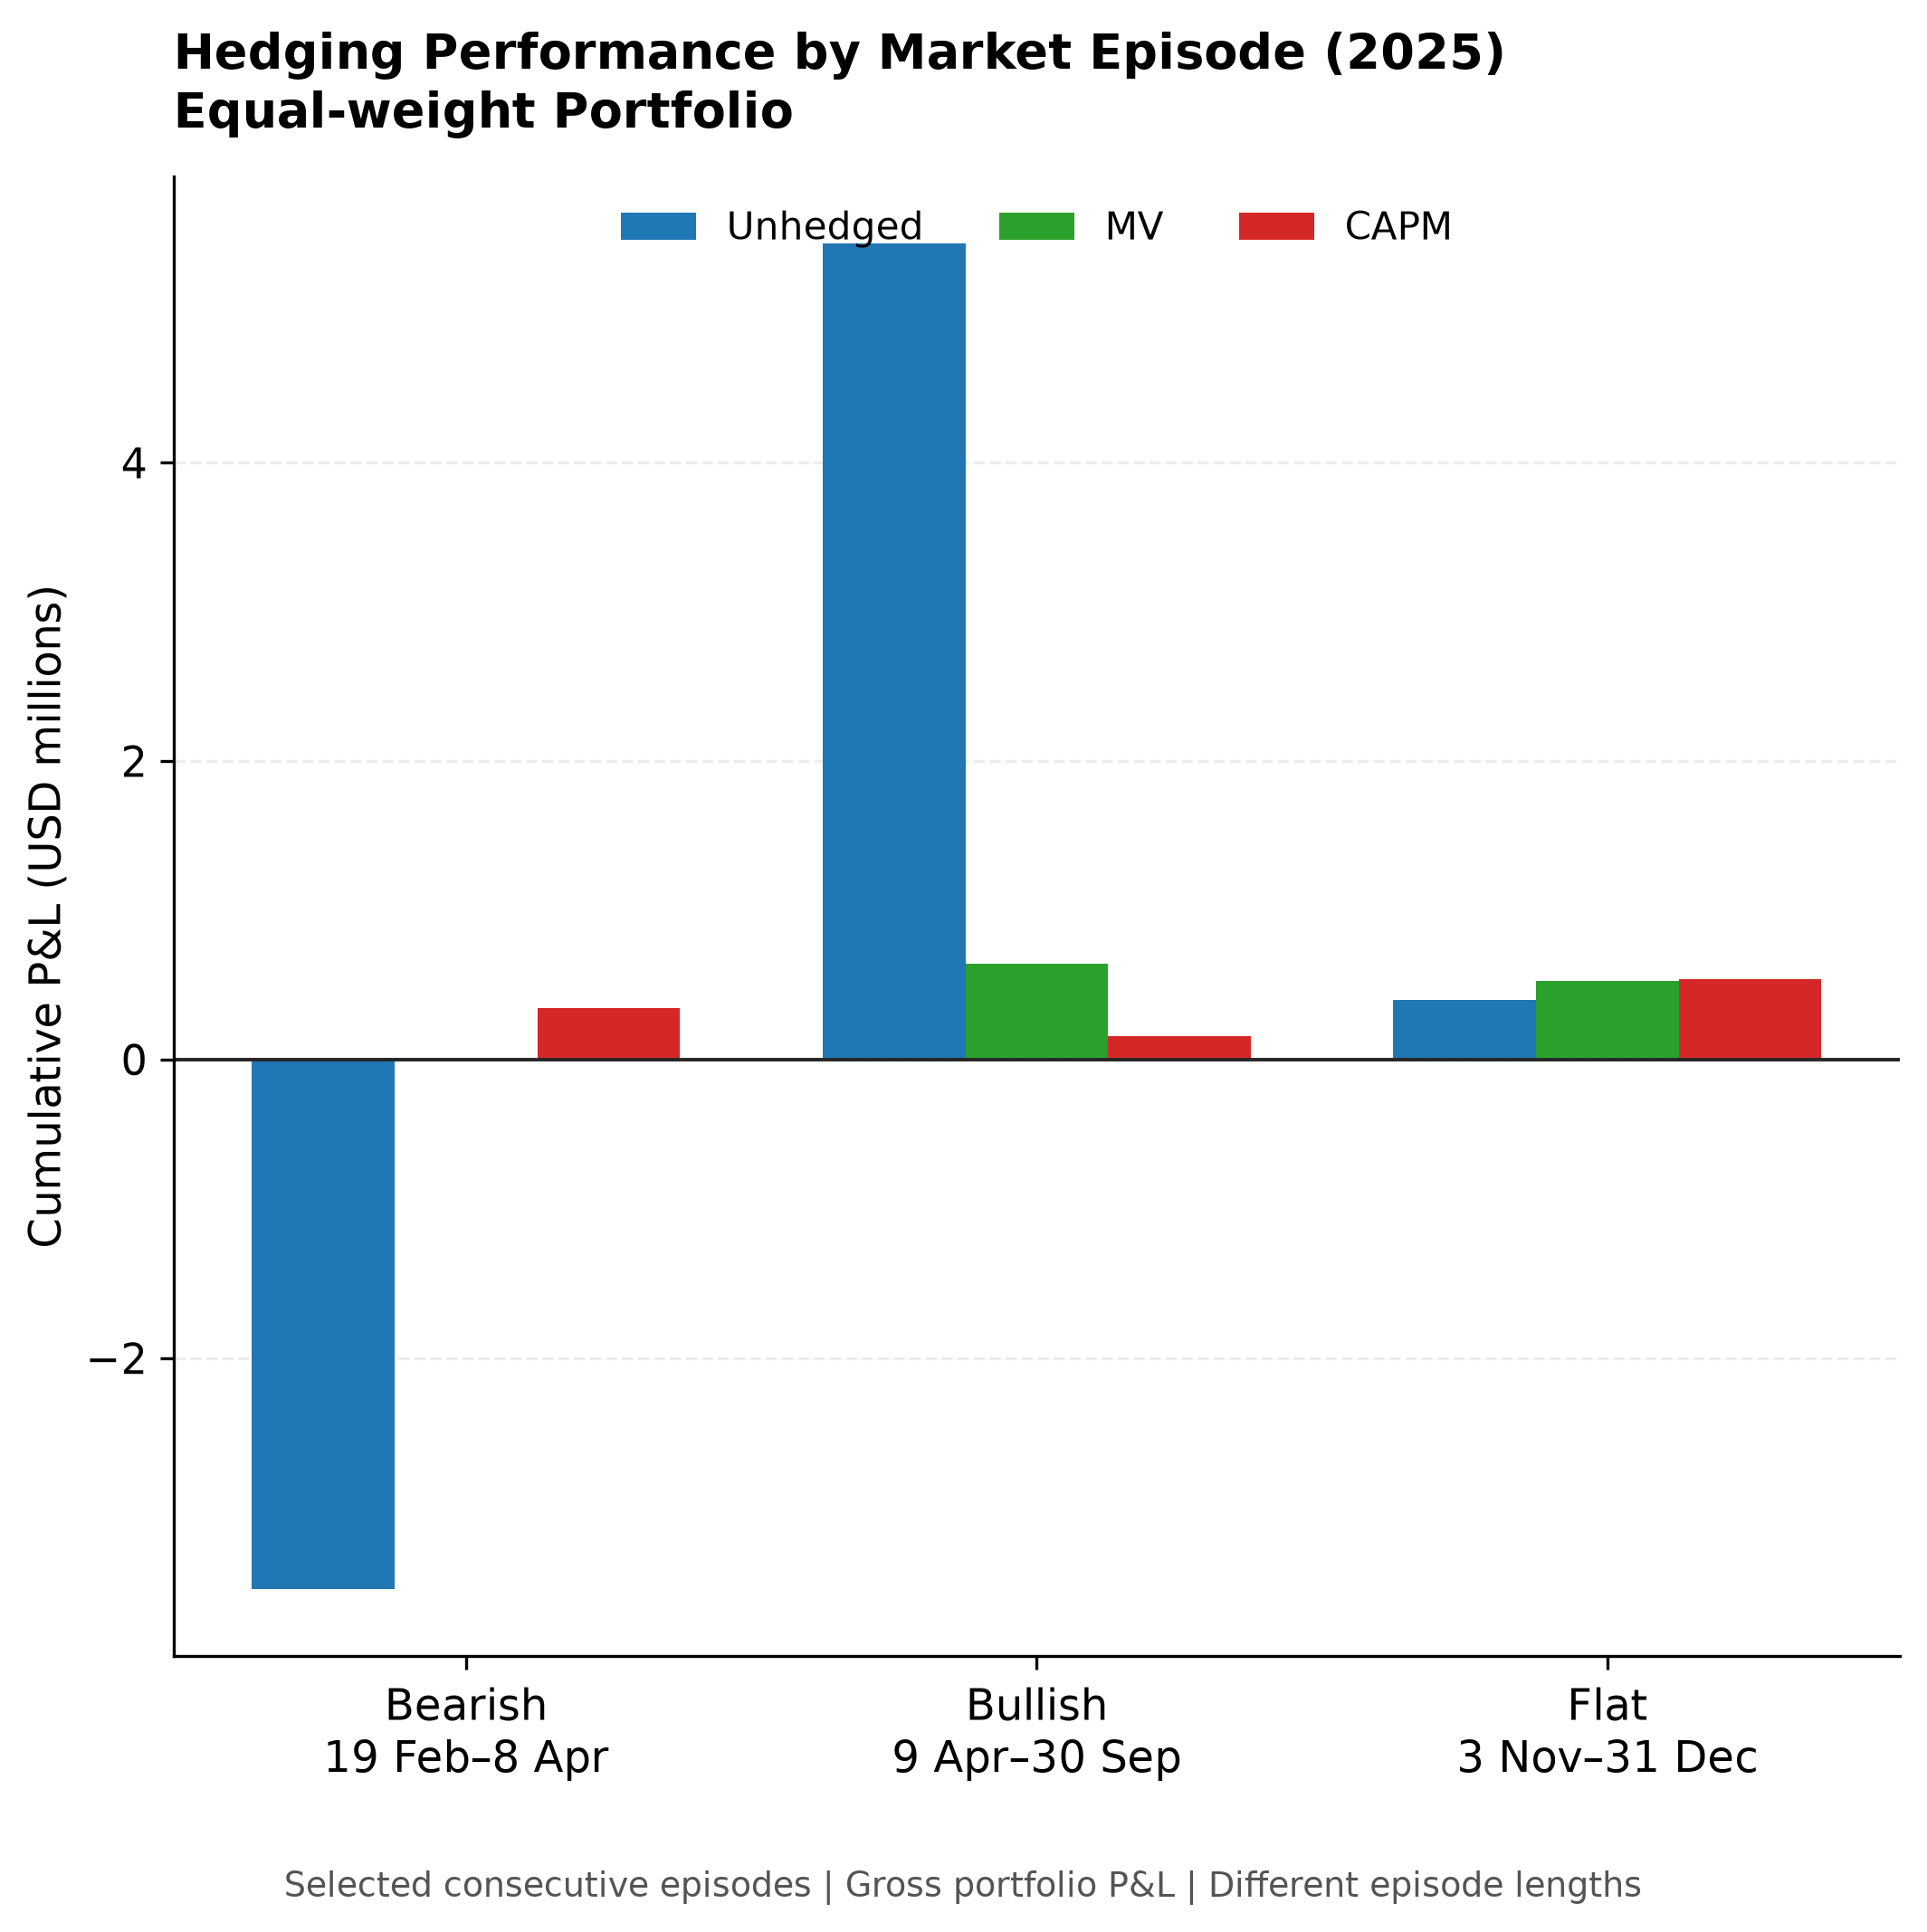 Hedging Performance by Market Episode (2025)
Equal-weight Portfolio
Unhedged MV CAPM
Cumulative P&L (USD millions)
4
2
0
−2
Bearish Bullish Flat
19 Feb–8 Apr 9 Apr–30 Sep 3 Nov–31 Dec
Selected consecutive episodes | Gross portfolio P&L | Different episode lengths